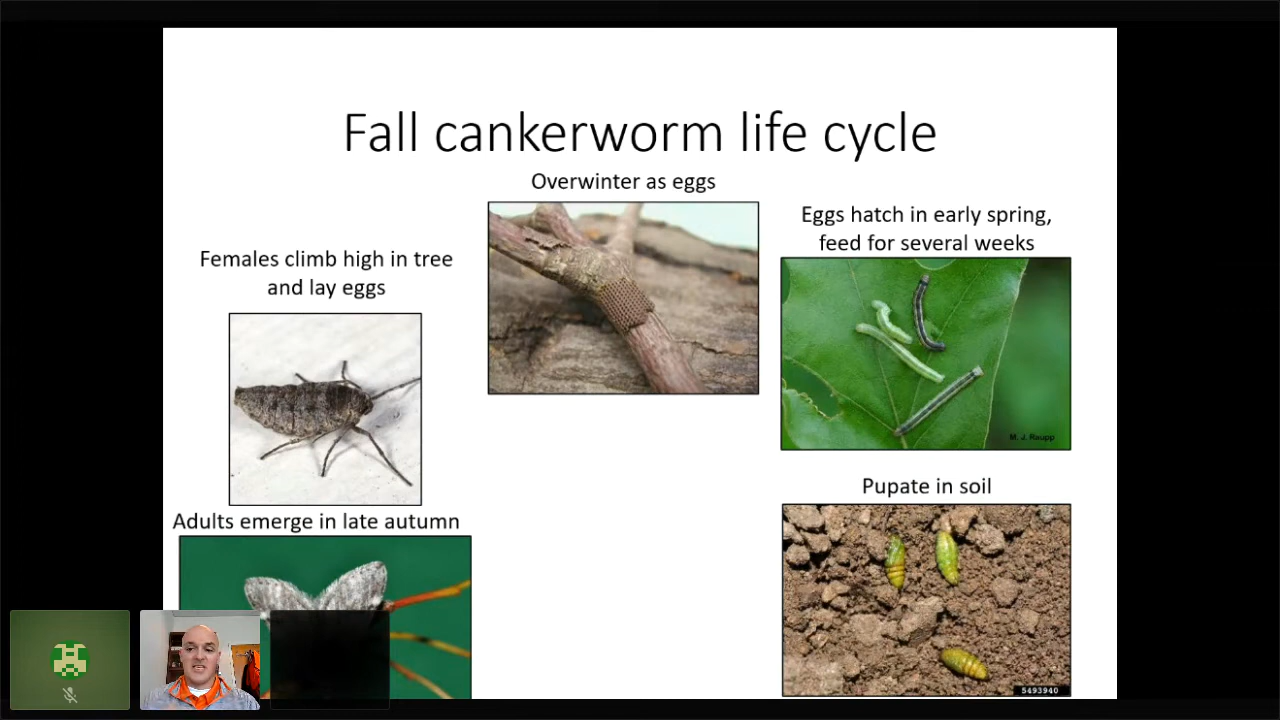 Fall cankerworm life cycle
Overwinter as eggs
Eggs hatch in early spring,
feed for several weeks
Females climb high in tree
and lay eggs
M. J. Raupp
Pupate in soil
Adults emerge in late autumn
5493940